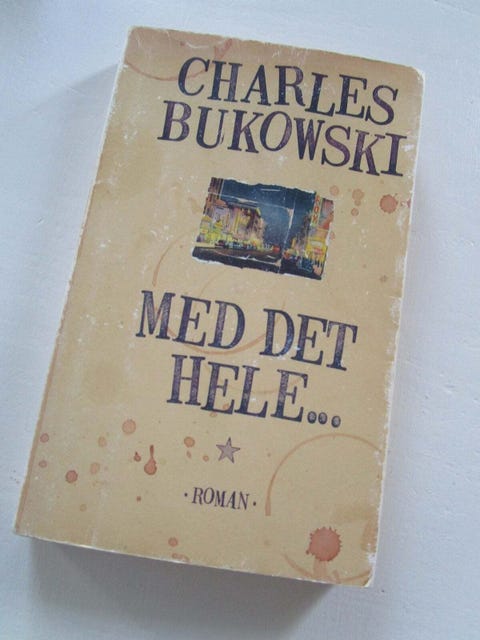 CHARLES
BUKOWSKI
MED DET
HELE...
· ROMAN ·